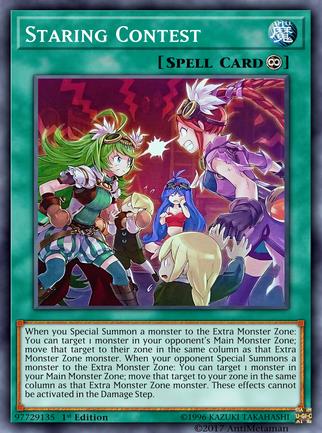 STARING CONTEST
[SPELL CARD]
When you Special Summon a monster to the Extra Monster Zone:
You can target 1 monster in your opponent's Main Monster Zone;
move that target to their zone in the same column as that Extra
Monster Zone monster. When your opponent Special Summons
a monster to the Extra Monster Zone: You can target 1 monster in
your Main Monster Zone; move that target to your zone in the same
column as that Extra Monster Zone monster. These effects cannot
be activated in the Damage Step.
97729135 1st Edition ©1996 KAZUKI TAKAHASHI
©2017 AntiMetaman